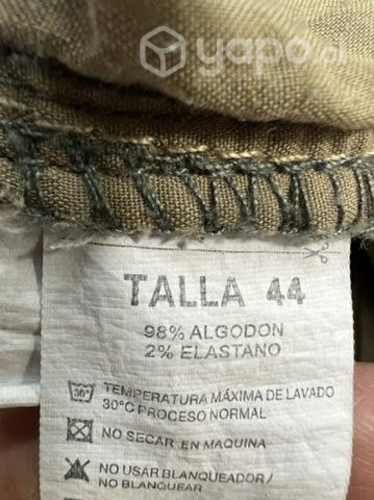 yapo.cl
TALLA 44
98% ALGODON
2% ELASTANO
30°
TEMPERATURA MÁXIMA DE LAVADO
30°C PROCESO NORMAL
NO SECAR EN MAQUINA
NO USAR BLANQUEADOR/
NO BLANQUEAR